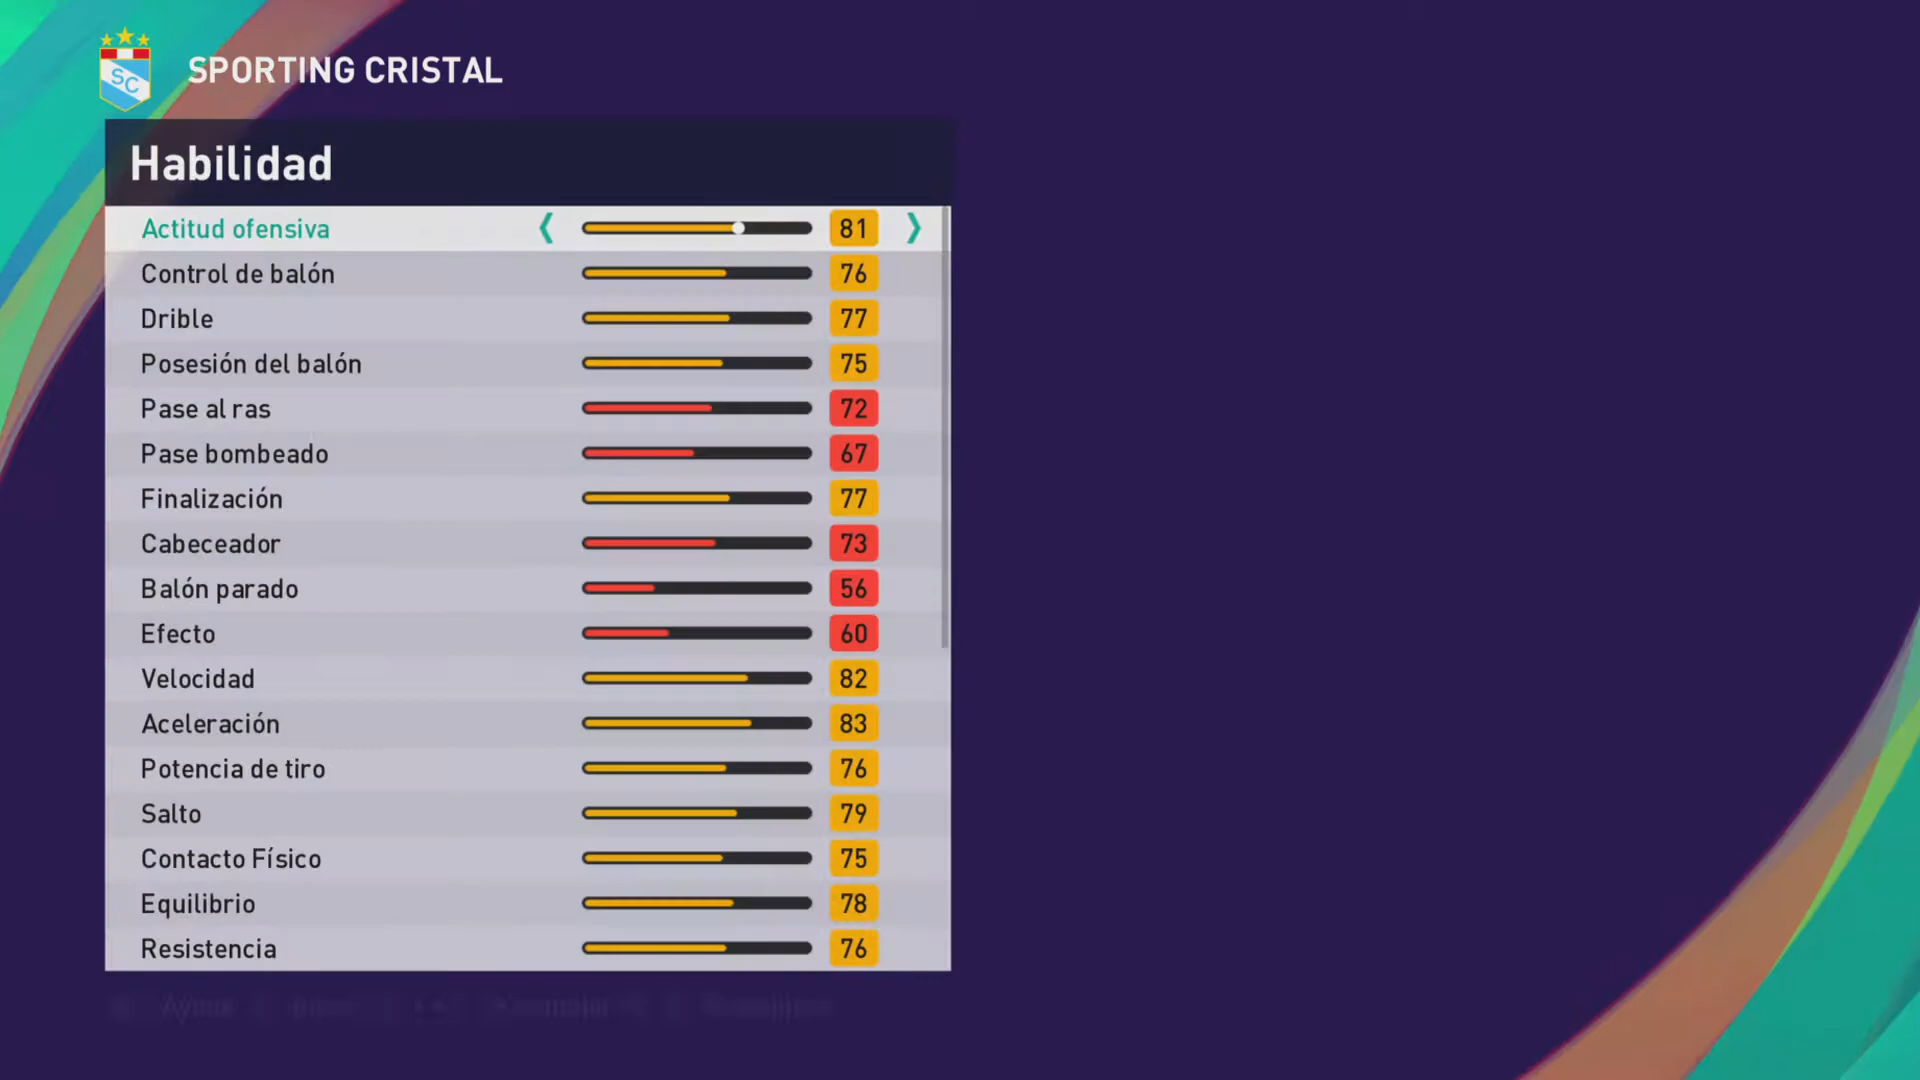 SC
SPORTING CRISTAL
Habilidad
Actitud ofensiva 81
Control de balón 76
Drible 77
Posesión del balón 75
Pase al ras 72
Pase bombeado 67
Finalización 77
Cabeceador 73
Balón parado 56
Efecto 60
Velocidad 82
Aceleración 83
Potencia de tiro 76
Salto 79
Contacto Físico 75
Equilibrio 78
Resistencia 76